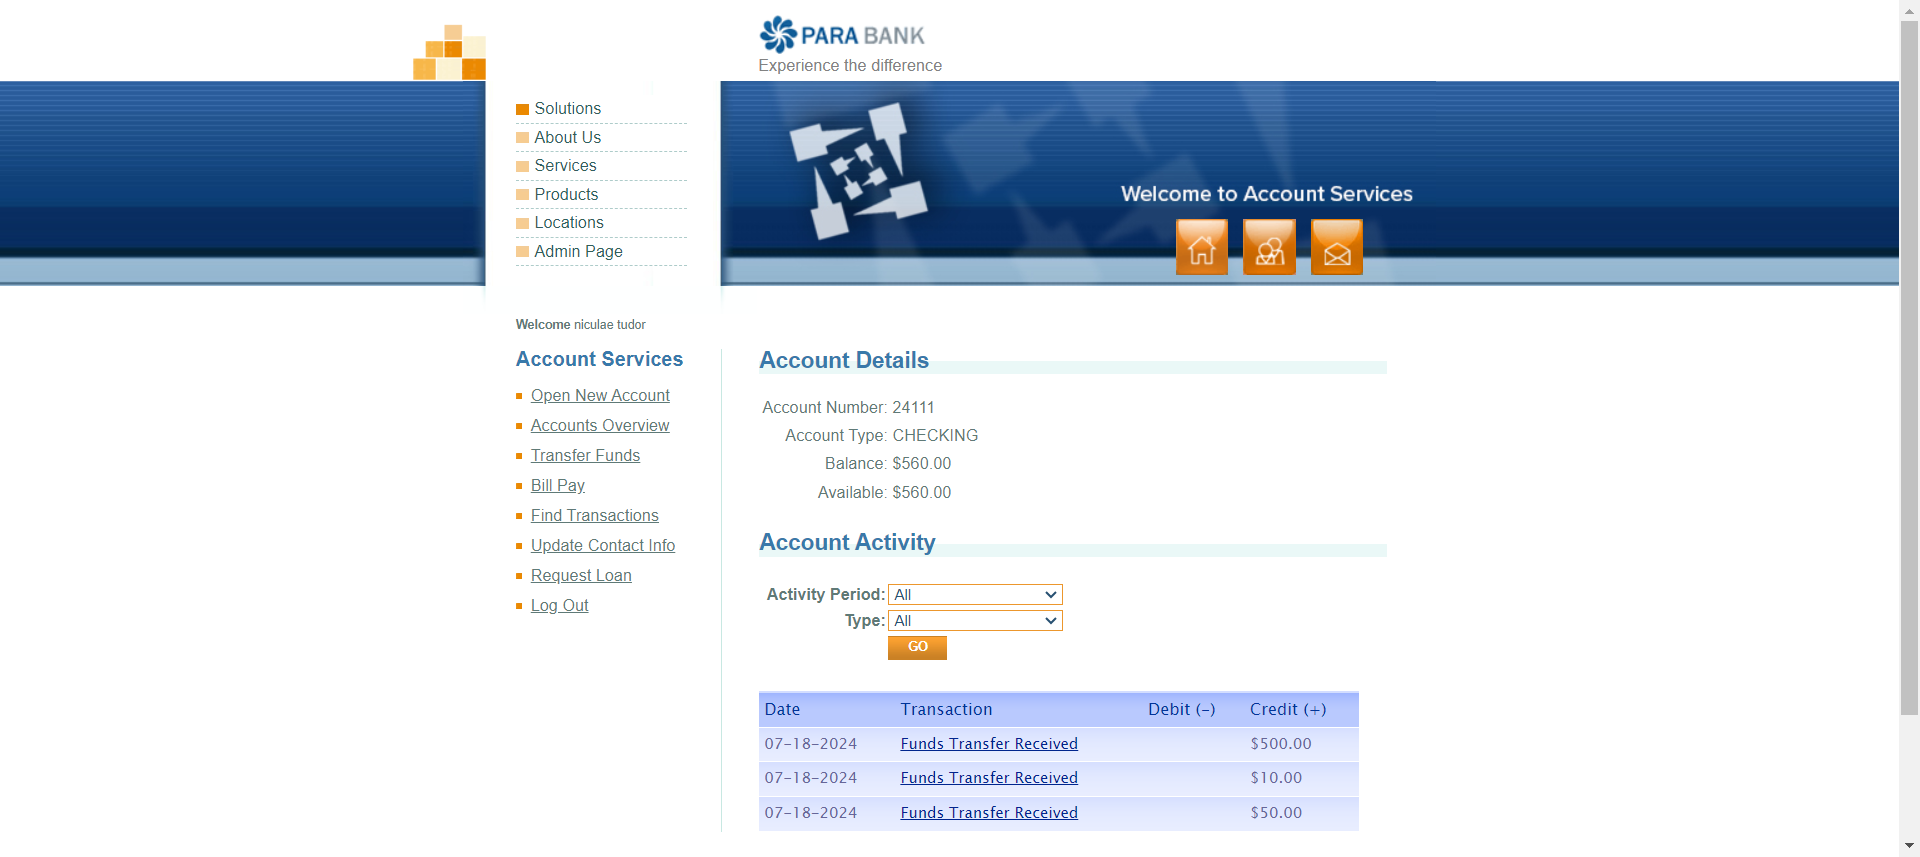 PARA BANK
Experience the difference
Solutions
About Us
Services
Products
Locations
Admin Page
Welcome to Account Services
Welcome niculae tudor
Account Services
Open New Account
Accounts Overview
Transfer Funds
Bill Pay
Find Transactions
Update Contact Info
Request Loan
Log Out
Account Details
Account Number: 24111
Account Type: CHECKING
Balance: $560.00
Available: $560.00
Account Activity
Activity Period: All
Type: All
GO
Date Transaction Debit (-) Credit (+)
07-18-2024 Funds Transfer Received $500.00
07-18-2024 Funds Transfer Received $10.00
07-18-2024 Funds Transfer Received $50.00